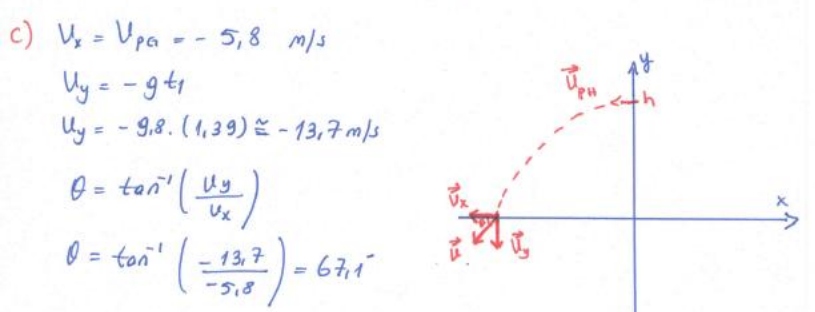 c) Vx = VPG = - 5,8 m/s
Vy = - g t1
Vy = - 9,8 . (1,39) ≅ - 13,7 m/s
θ = tan⁻¹ (Vy / Vx)
θ = tan⁻¹ (-13,7 / -5,8) = 67,1°
y
V⃗PH
h
x
V⃗x
θ
V⃗
V⃗y